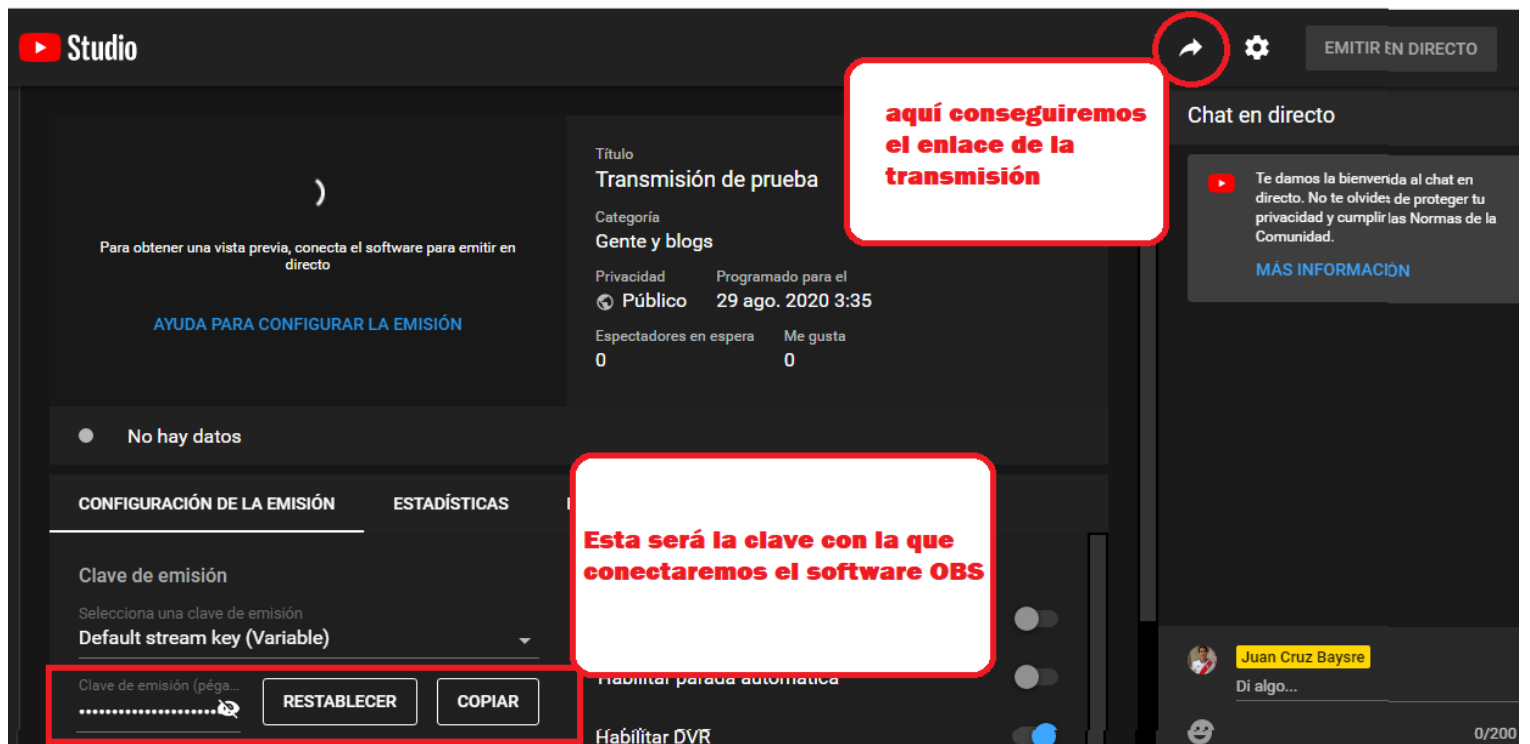 Studio
EMITIR EN DIRECTO
aquí conseguiremos
el enlace de la
transmisión
Chat en directo
Te damos la bienvenida al chat en
directo. No te olvides de proteger tu
privacidad y cumplir las Normas de la
Comunidad.
MÁS INFORMACIÓN
Para obtener una vista previa, conecta el software para emitir en
directo
AYUDA PARA CONFIGURAR LA EMISIÓN
Título
Transmisión de prueba
Categoría
Gente y blogs
Privacidad Programado para el
Público 29 ago. 2020 3:35
Espectadores en espera Me gusta
0 0
No hay datos
CONFIGURACIÓN DE LA EMISIÓN ESTADÍSTICAS
Esta será la clave con la que
conectaremos el software OBS
Clave de emisión
Selecciona una clave de emisión
Default stream key (Variable)
Clave de emisión (péga...
RESTABLECER COPIAR
Habilitar parada automática
Habilitar DVR
Juan Cruz Baysre
Di algo...
0/200